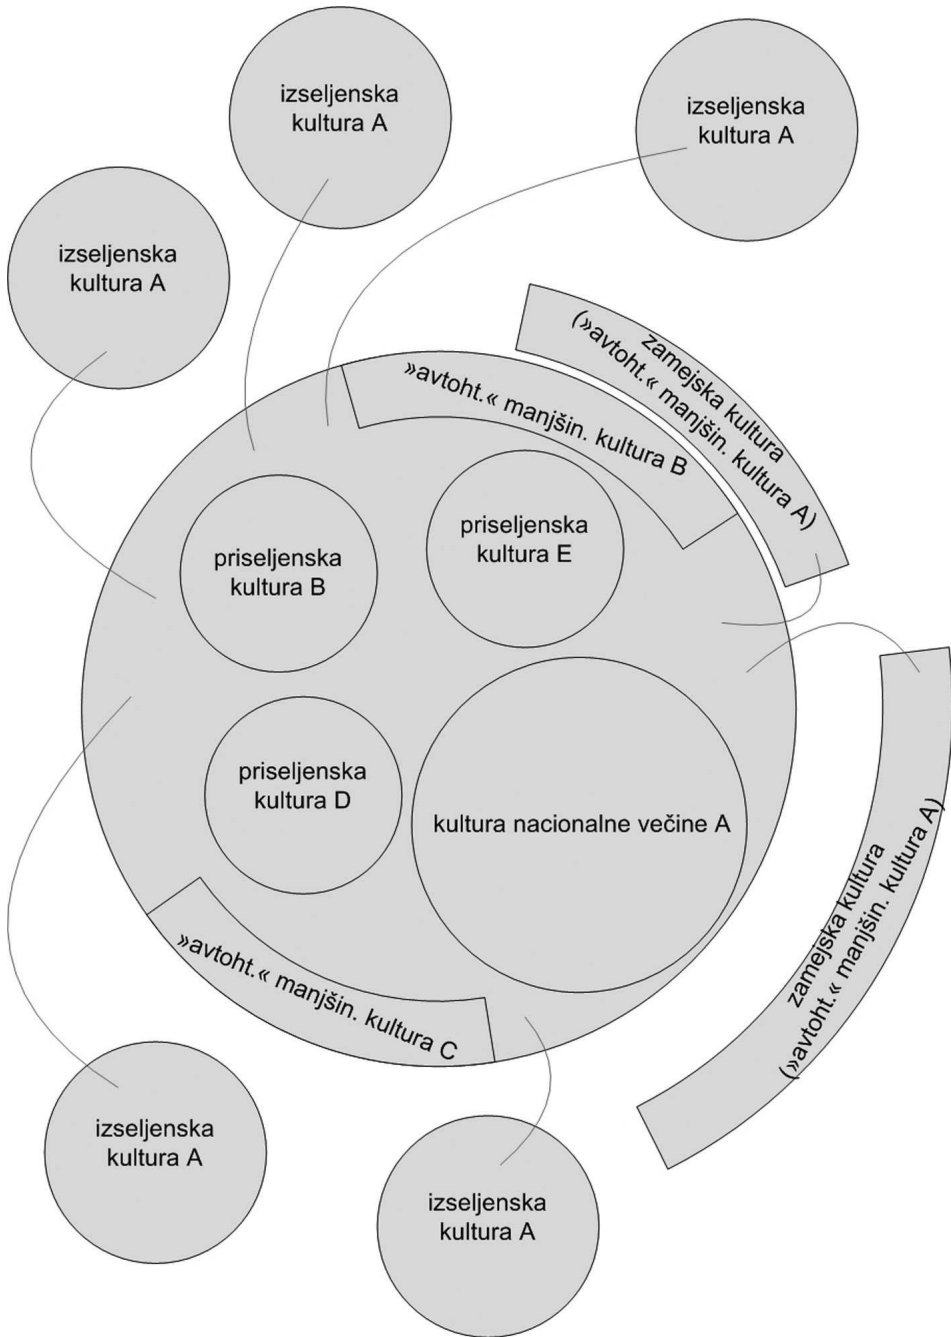 izseljenska
kultura A
izseljenska
kultura A
izseljenska
kultura A
zamejska kultura
(»avtoht.« manjšin. kultura A)
»avtoht.« manjšin. kultura B
priseljenska
kultura E
priseljenska
kultura B
priseljenska
kultura D
kultura nacionalne večine A
zamejska kultura
(»avtoht.« manjšin. kultura A)
»avtoht.« manjšin. kultura C
izseljenska
kultura A
izseljenska
kultura A